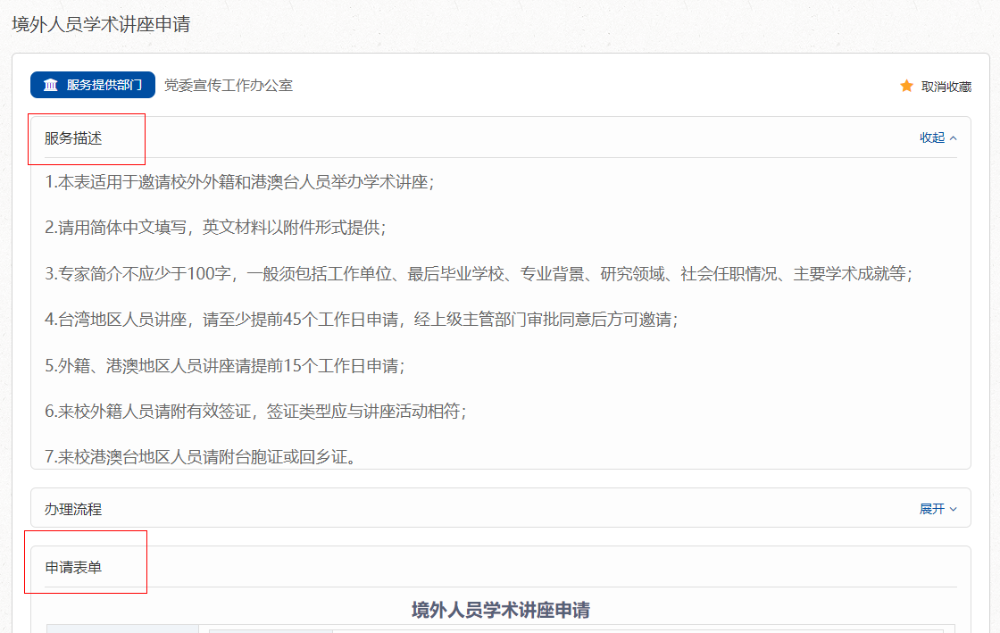 境外人员学术讲座申请
服务提供部门 党委宣传工作办公室 取消收藏
服务描述 收起
1.本表适用于邀请校外外籍和港澳台人员举办学术讲座；
2.请用简体中文填写，英文材料以附件形式提供；
3.专家简介不应少于100字，一般须包括工作单位、最后毕业学校、专业背景、研究领域、社会任职情况、主要学术成就等；
4.台湾地区人员讲座，请至少提前45个工作日申请，经上级主管部门审批同意后方可邀请；
5.外籍、港澳地区人员讲座请提前15个工作日申请；
6.来校外籍人员请附有效签证，签证类型应与讲座活动相符；
7.来校港澳台地区人员请附台胞证或回乡证。
办理流程 展开
申请表单
境外人员学术讲座申请